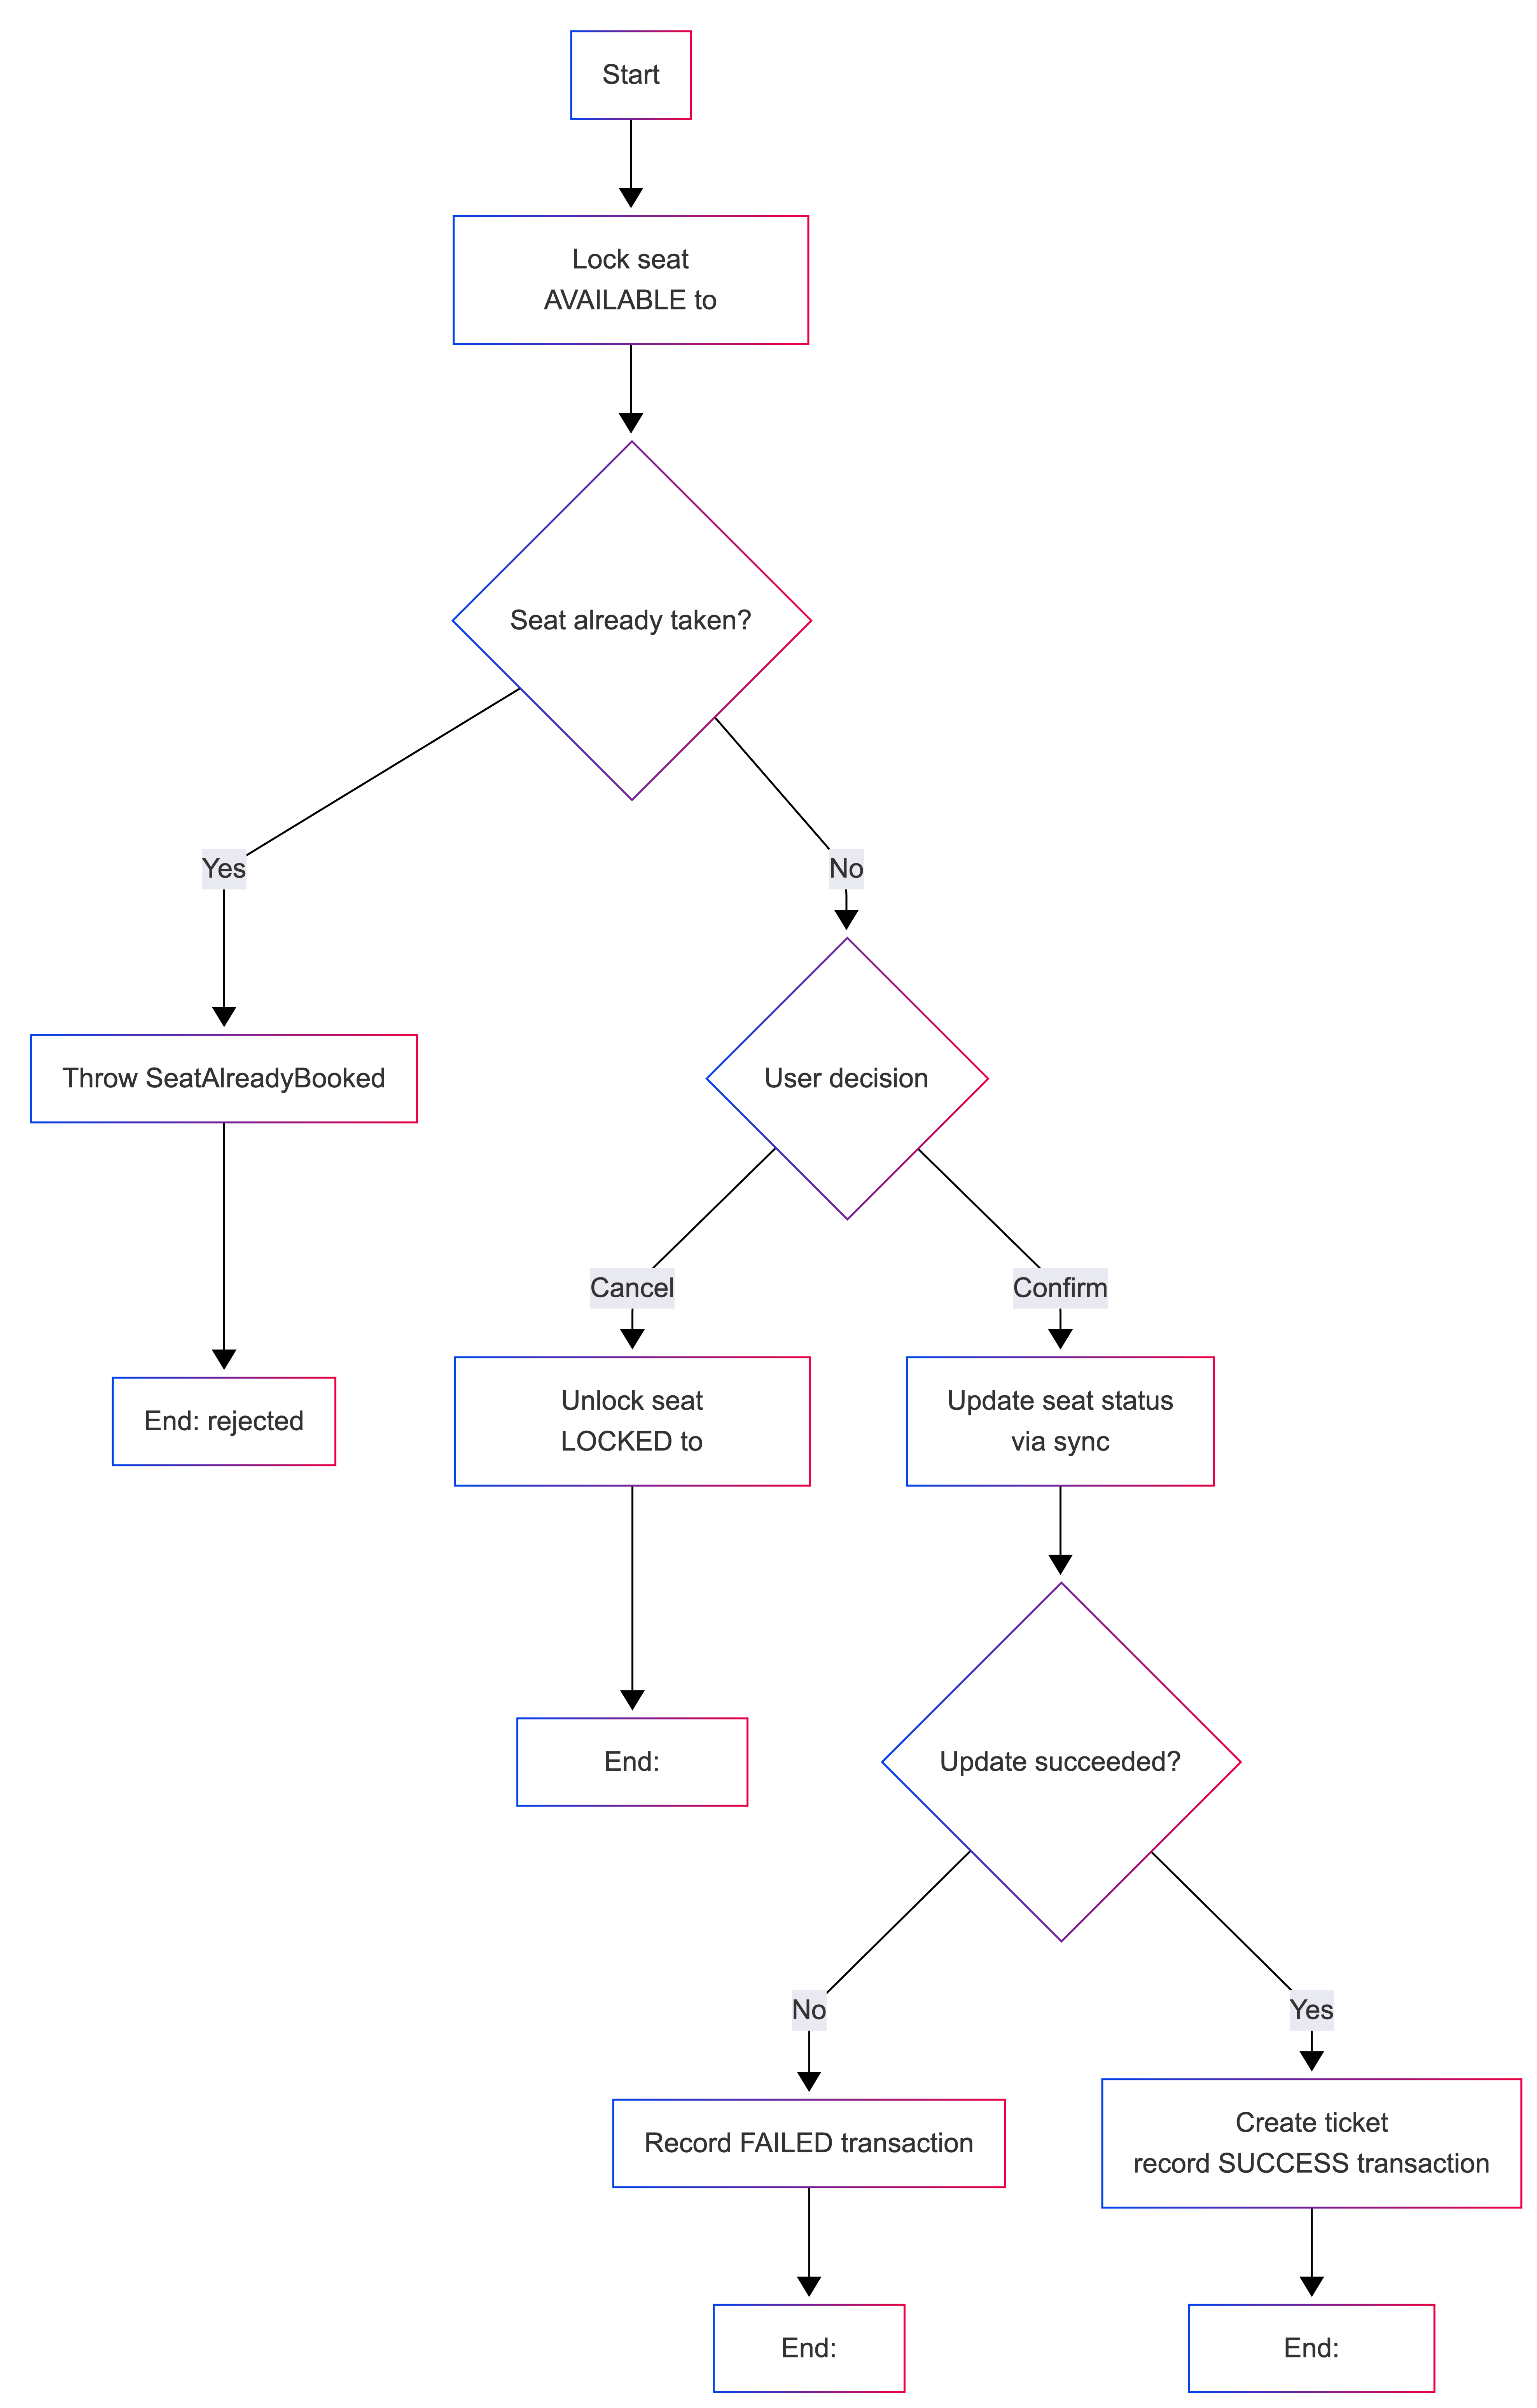 Start
Lock seat
AVAILABLE to
Seat already taken?
Yes
No
Throw SeatAlreadyBooked
User decision
Cancel
Confirm
End: rejected
Unlock seat
LOCKED to
Update seat status
via sync
End:
Update succeeded?
No
Yes
Record FAILED transaction
Create ticket
record SUCCESS transaction
End:
End: